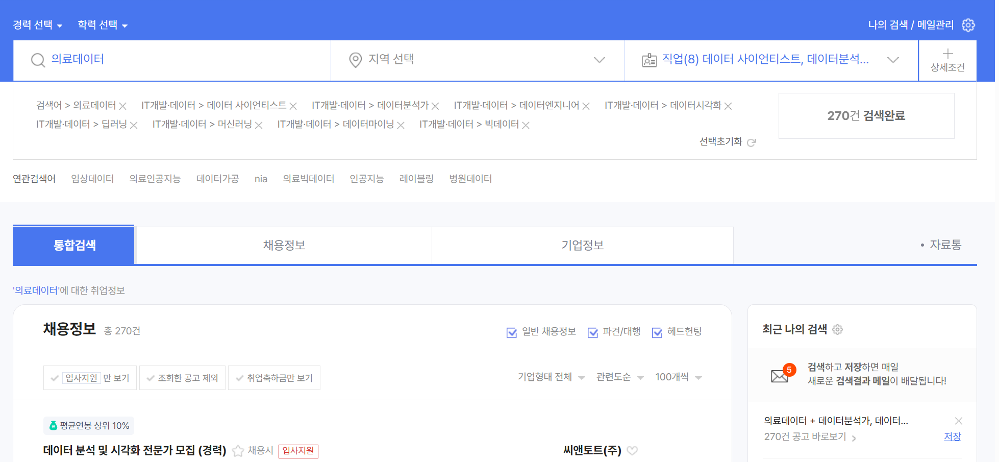 경력 선택 학력 선택 나의 검색 / 메일관리
의료데이터 지역 선택 직업(8) 데이터 사이언티스트, 데이터분석... 상세조건
검색어 > 의료데이터 IT개발·데이터 > 데이터 사이언티스트 IT개발·데이터 > 데이터분석가 IT개발·데이터 > 데이터엔지니어 IT개발·데이터 > 데이터시각화
IT개발·데이터 > 딥러닝 IT개발·데이터 > 머신러닝 IT개발·데이터 > 데이터마이닝 IT개발·데이터 > 빅데이터
270건 검색완료
선택초기화
연관검색어 임상데이터 의료인공지능 데이터가공 nia 의료빅데이터 인공지능 레이블링 병원데이터
통합검색 채용정보 기업정보 • 자료통
'의료데이터'에 대한 취업정보
채용정보 총 270건 일반 채용정보 파견/대행 헤드헌팅
입사지원 만 보기 조회한 공고 제외 취업축하금만 보기 기업형태 전체 관련도순 100개씩
평균연봉 상위 10%
데이터 분석 및 시각화 전문가 모집 (경력) 채용시 입사지원 씨앤토트(주)
최근 나의 검색
5
검색하고 저장하면 매일
새로운 검색결과 메일이 배달됩니다!
의료데이터 + 데이터분석가, 데이터...
270건 공고 바로보기 저장